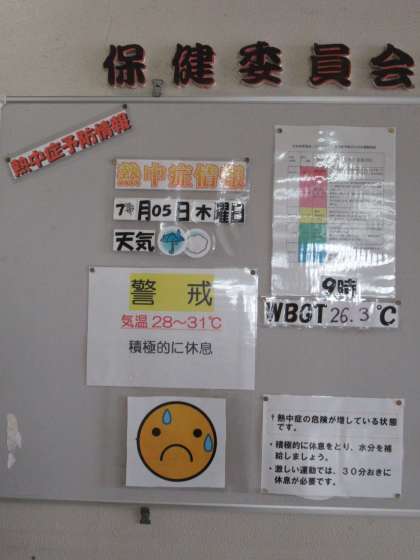 保健委員会
熱中症予防情報
熱中症情報
7月05日木曜日
天気
警戒
気温 28～31℃
積極的に休息
9時
WBGT 26.3℃
↑熱中症の危険が増している状態
です。
・積極的に休息をとり、水分を補
給しましょう。
・激しい運動では、30分おきに
休息が必要です。